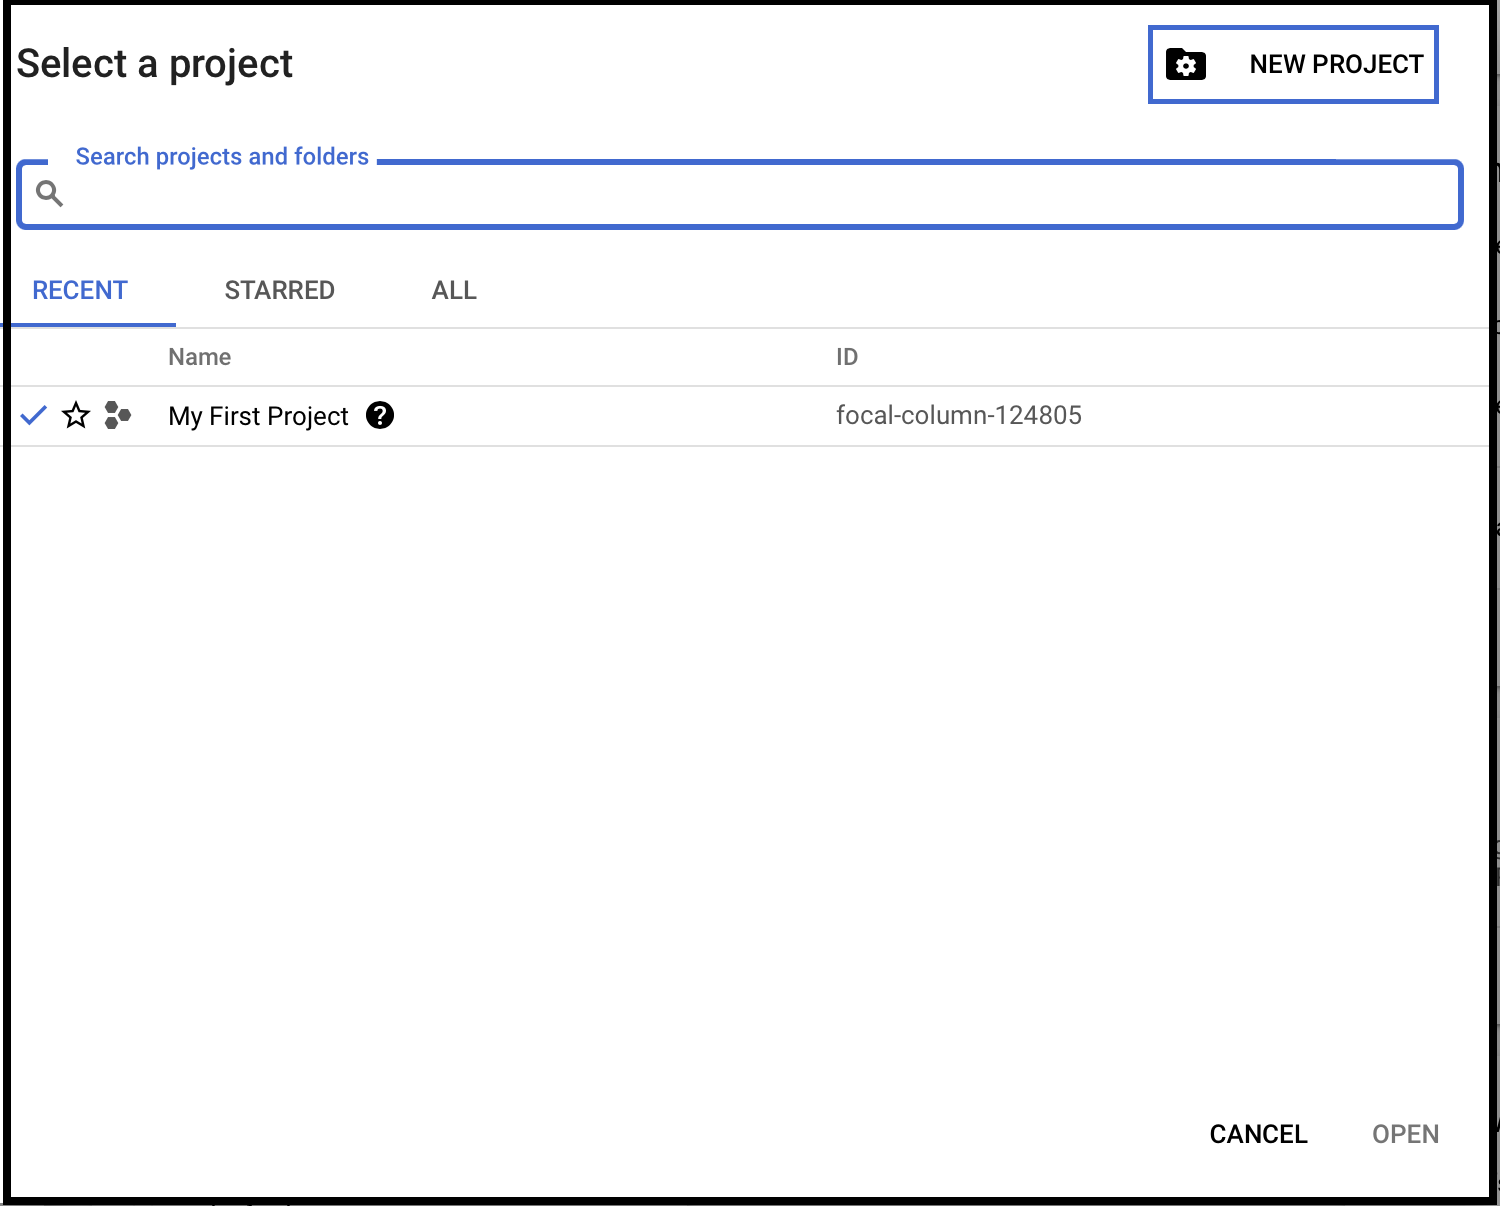 Select a project
NEW PROJECT
Search projects and folders
RECENT STARRED ALL
Name ID
My First Project focal-column-124805
CANCEL OPEN